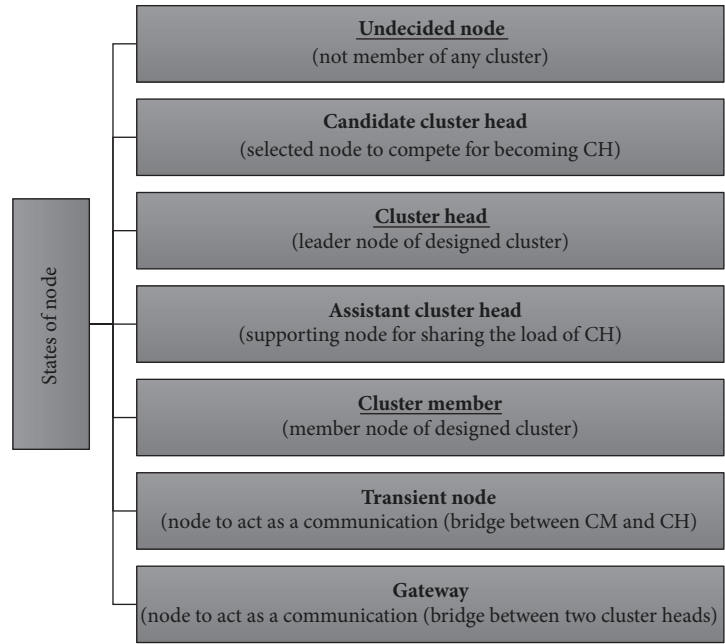 States of node
Undecided node
(not member of any cluster)
Candidate cluster head
(selected node to compete for becoming CH)
Cluster head
(leader node of designed cluster)
Assistant cluster head
(supporting node for sharing the load of CH)
Cluster member
(member node of designed cluster)
Transient node
(node to act as a communication (bridge between CM and CH)
Gateway
(node to act as a communication (bridge between two cluster heads)